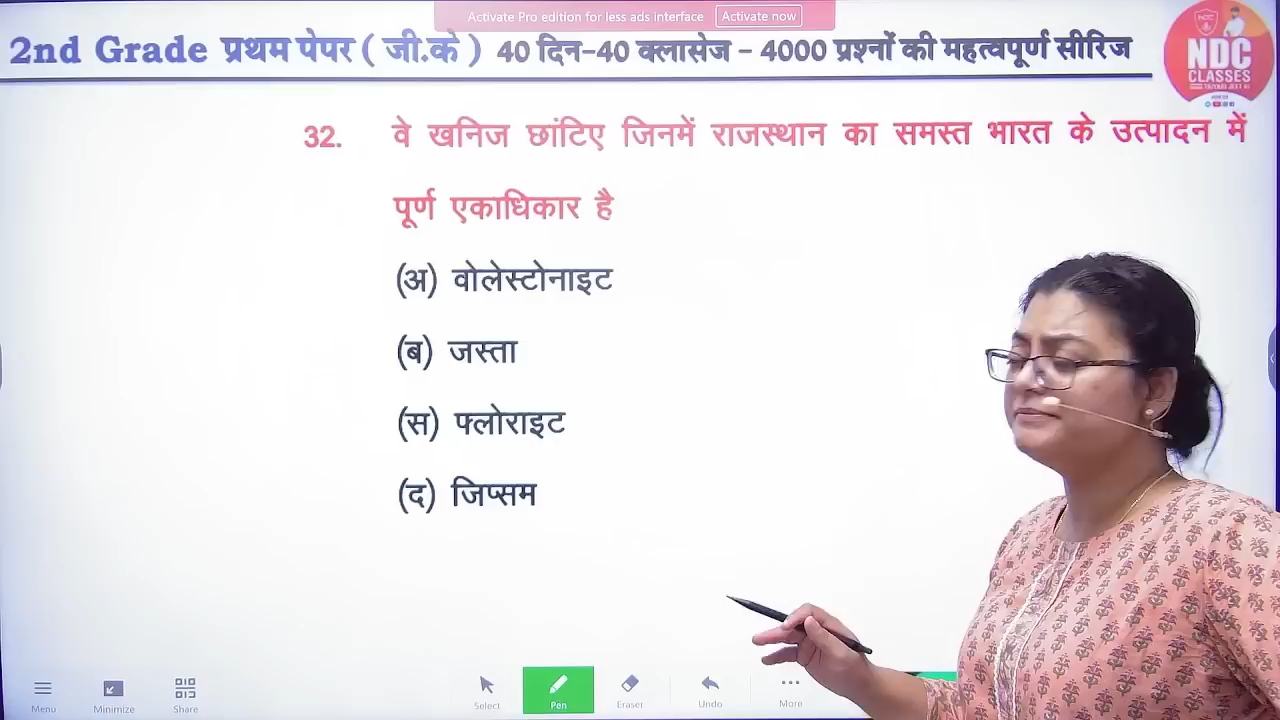 Activate Pro edition for less ads interface Activate now
2nd Grade प्रथम पेपर ( जी.के ) 40 दिन-40 क्लासेज - 4000 प्रश्नों की महत्वपूर्ण सीरिज
NDC
CLASSES
32. वे खनिज छांटिए जिनमें राजस्थान का समस्त भारत के उत्पादन में
पूर्ण एकाधिकार है
(अ) वोलेस्टोनाइट
(ब) जस्ता
(स) फ्लोराइट
(द) जिप्सम
Menu Minimize Share Select Pen Eraser Undo More